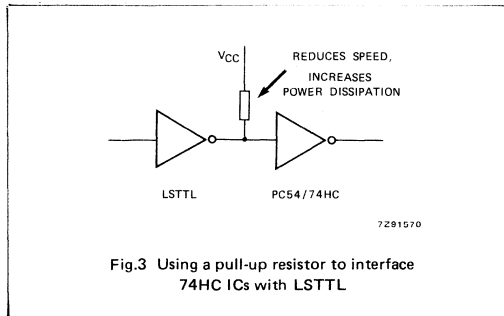 VCC
REDUCES SPEED,
INCREASES
POWER DISSIPATION
LSTTL
PC54/74HC
7Z91570
Fig.3 Using a pull-up resistor to interface
74HC ICs with LSTTL